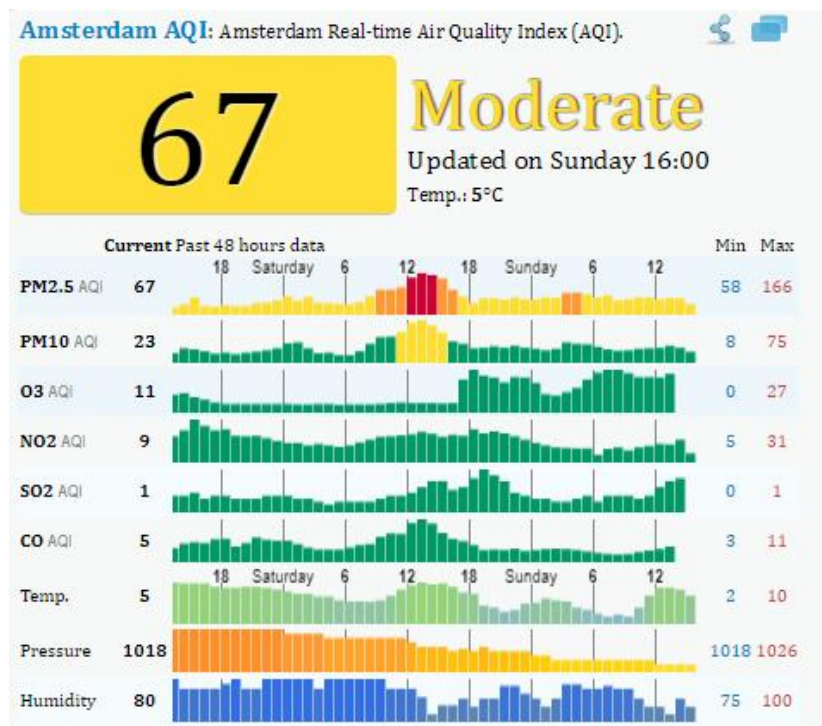 Amsterdam AQI: Amsterdam Real-time Air Quality Index (AQI).
67
Moderate
Updated on Sunday 16:00
Temp.: 5°C
Current Past 48 hours data Min Max
18 Saturday 6 12 18 Sunday 6 12
PM2.5 AQI 67 58 166
PM10 AQI 23 8 75
O3 AQI 11 0 27
NO2 AQI 9 5 31
SO2 AQI 1 0 1
CO AQI 5 3 11
18 Saturday 6 12 18 Sunday 6 12
Temp. 5 2 10
Pressure 1018 1018 1026
Humidity 80 75 100